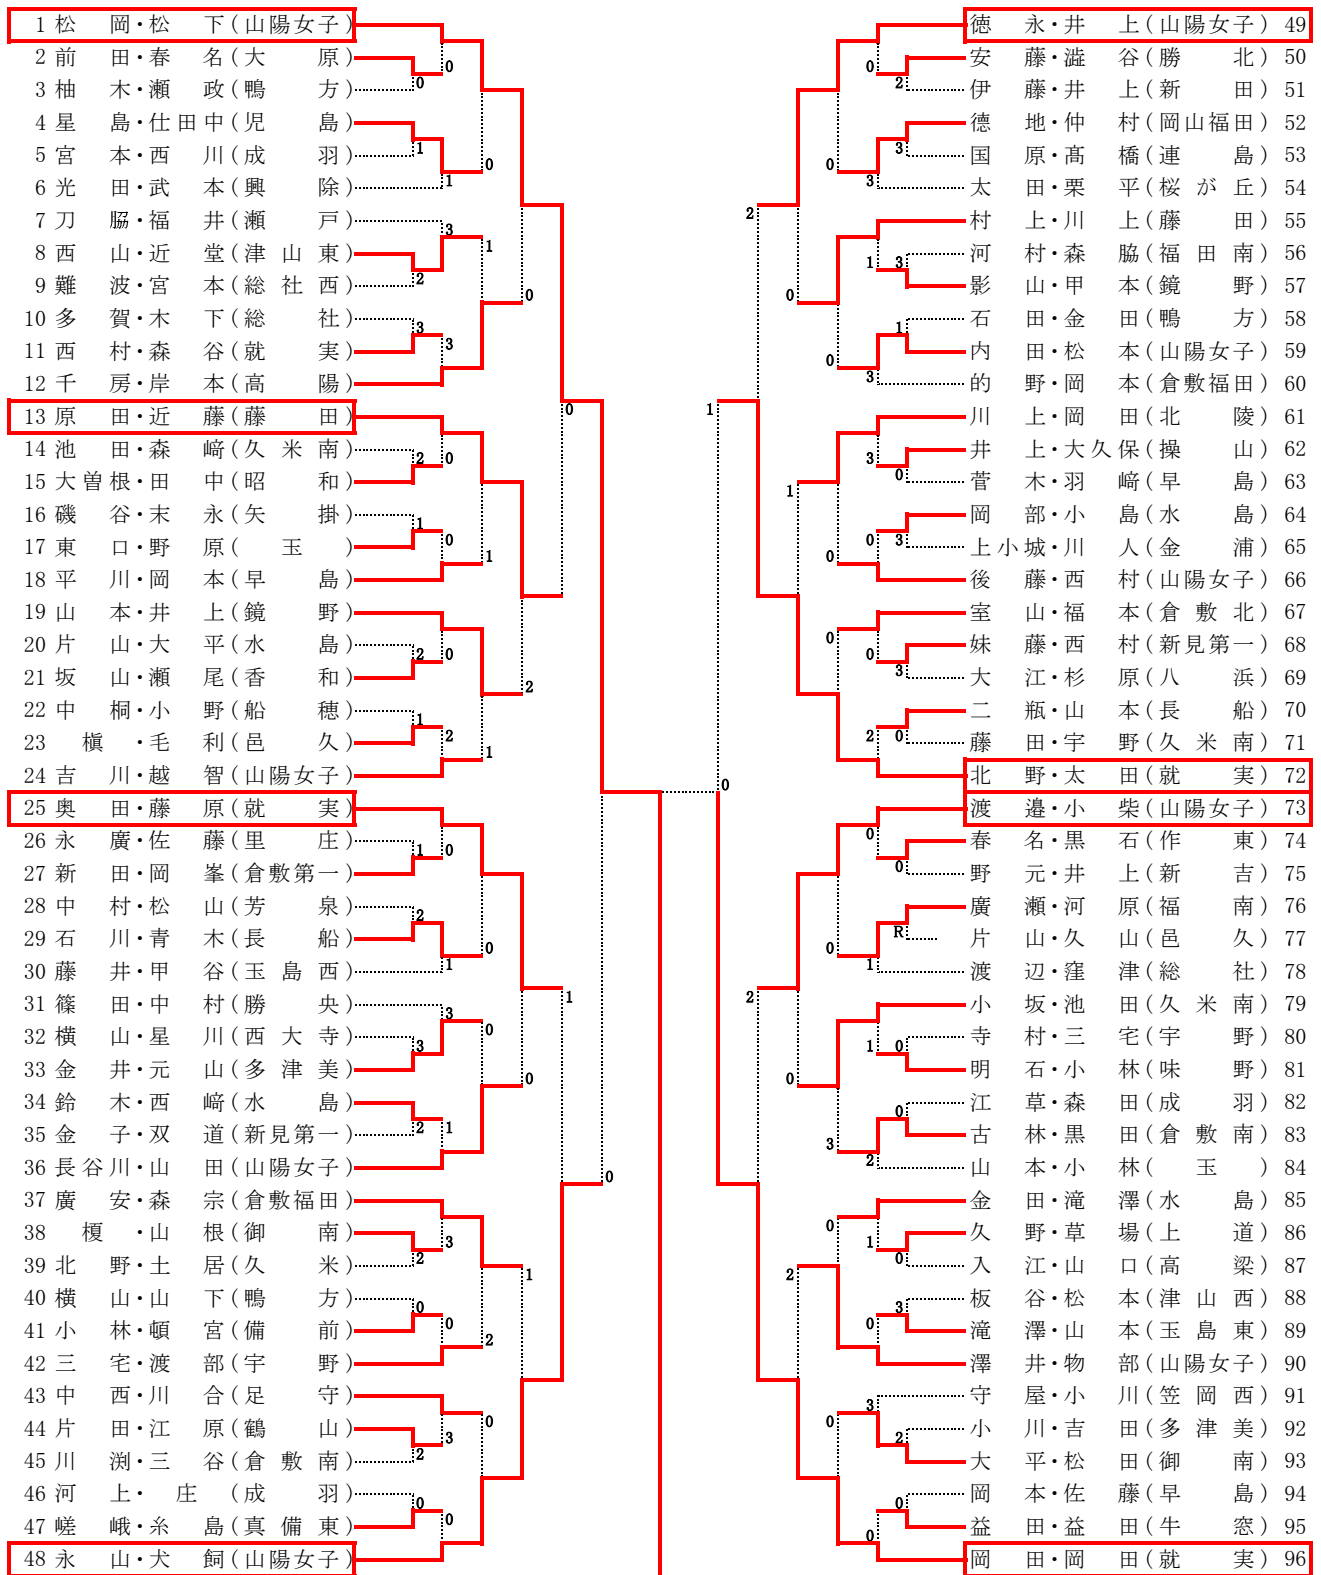 1 松岡・松下(山陽女子)
2 前田・春名(大原)
3 柚木・瀬政(鴨方)
4 星島・仕田中(児島)
5 宮本・西川(成羽)
6 光田・武本(興除)
7 刀脇・福井(瀬戸)
8 西山・近堂(津山東)
9 難波・宮本(総社西)
10 多賀・木下(総社)
11 西村・森谷(就実)
12 千房・岸本(高陽)
13 原田・近藤(藤田)
14 池田・森﨑(久米南)
15 大曽根・田中(昭和)
16 磯谷・末永(矢掛)
17 東口・野原(玉)
18 平川・岡本(早島)
19 山本・井上(鏡野)
20 片山・大平(水島)
21 坂山・瀬尾(香和)
22 中桐・小野(船穂)
23 槇・毛利(邑久)
24 吉川・越智(山陽女子)
25 奥田・藤原(就実)
26 永廣・佐藤(里庄)
27 新田・岡峯(倉敷第一)
28 中村・松山(芳泉)
29 石川・青木(長船)
30 藤井・甲谷(玉島西)
31 篠田・中村(勝央)
32 横山・星川(西大寺)
33 金井・元山(多津美)
34 鈴木・西﨑(水島)
35 金子・双道(新見第一)
36 長谷川・山田(山陽女子)
37 廣安・森宗(倉敷福田)
38 榎・山根(御南)
39 北野・土居(久米)
40 横山・山下(鴨方)
41 小林・頓宮(備前)
42 三宅・渡部(宇野)
43 中西・川合(足守)
44 片田・江原(鶴山)
45 川渕・三谷(倉敷南)
46 河上・庄(成羽)
47 嵯峨・糸島(真備東)
48 永山・犬飼(山陽女子)
徳永・井上(山陽女子) 49
安藤・澁谷(勝北) 50
伊藤・井上(新田) 51
德地・仲村(岡山福田) 52
国原・髙橋(連島) 53
太田・栗平(桜が丘) 54
村上・川上(藤田) 55
河村・森脇(福田南) 56
影山・甲本(鏡野) 57
石田・金田(鴨方) 58
内田・松本(山陽女子) 59
的野・岡本(倉敷福田) 60
川上・岡田(北陵) 61
井上・大久保(操山) 62
菅木・羽﨑(早島) 63
岡部・小島(水島) 64
上小城・川人(金浦) 65
後藤・西村(山陽女子) 66
室山・福本(倉敷北) 67
妹藤・西村(新見第一) 68
大江・杉原(八浜) 69
二瓶・山本(長船) 70
藤田・宇野(久米南) 71
北野・太田(就実) 72
渡邉・小柴(山陽女子) 73
春名・黒石(作東) 74
野元・井上(新吉) 75
廣瀬・河原(福南) 76
片山・久山(邑久) 77
渡辺・窪津(総社) 78
小坂・池田(久米南) 79
寺村・三宅(宇野) 80
明石・小林(味野) 81
江草・森田(成羽) 82
古林・黒田(倉敷南) 83
山本・小林(玉) 84
金田・滝澤(水島) 85
久野・草場(上道) 86
入江・山口(高梁) 87
板谷・松本(津山西) 88
滝澤・山本(玉島東) 89
澤井・物部(山陽女子) 90
守屋・小川(笠岡西) 91
小川・吉田(多津美) 92
大平・松田(御南) 93
岡本・佐藤(早島) 94
益田・益田(牛窓) 95
岡田・岡田(就実) 96